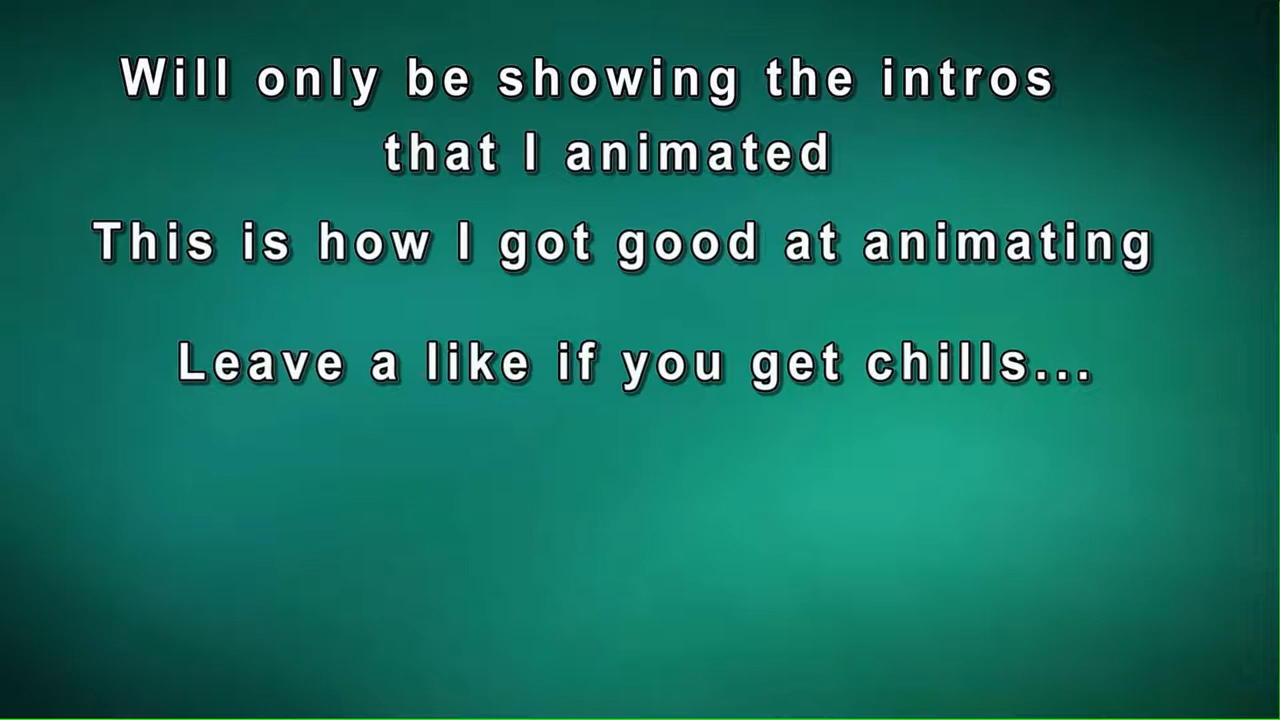 Will only be showing the intros
that I animated
This is how I got good at animating
Leave a like if you get chills...